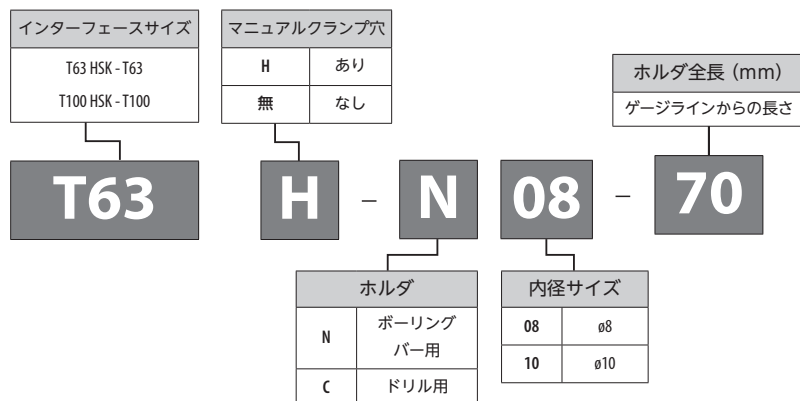 インターフェースサイズ
T63 HSK - T63
T100 HSK - T100
マニュアルクランプ穴
H あり
無 なし
ホルダ全長 (mm)
ゲージラインからの長さ
T63 H – N 08 – 70
ホルダ
N ボーリング
バー用
C ドリル用
内径サイズ
08 ø8
10 ø10